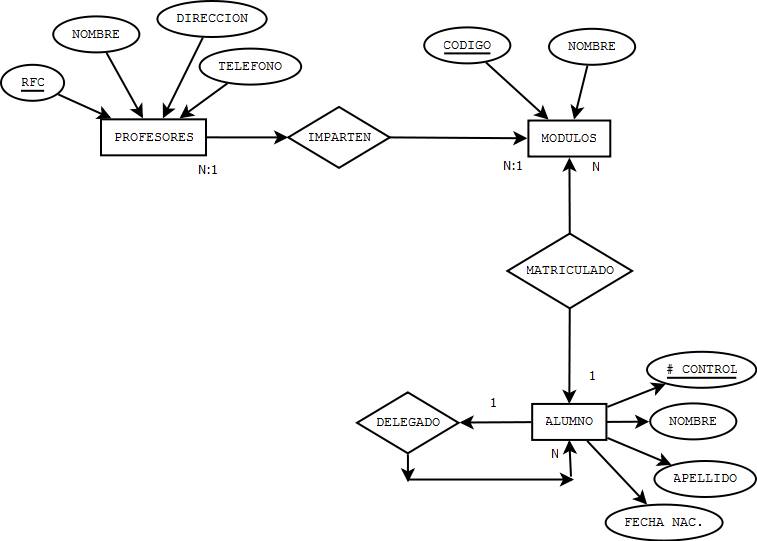 DIRECCION
NOMBRE
CODIGO
NOMBRE
TELEFONO
RFC
PROFESORES
IMPARTEN
MODULOS
N:1
N:1
N
MATRICULADO
# CONTROL
1
1
DELEGADO
ALUMNO
NOMBRE
N
APELLIDO
FECHA NAC.